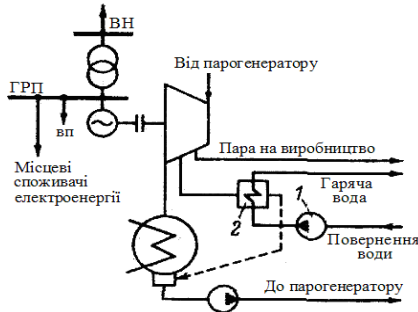 ВН
Від парогенератору
ГРП
вп
Місцеві
споживачі
електроенергії
Пара на виробництво
Гаряча
вода
1
2
Повернення
води
До парогенератору